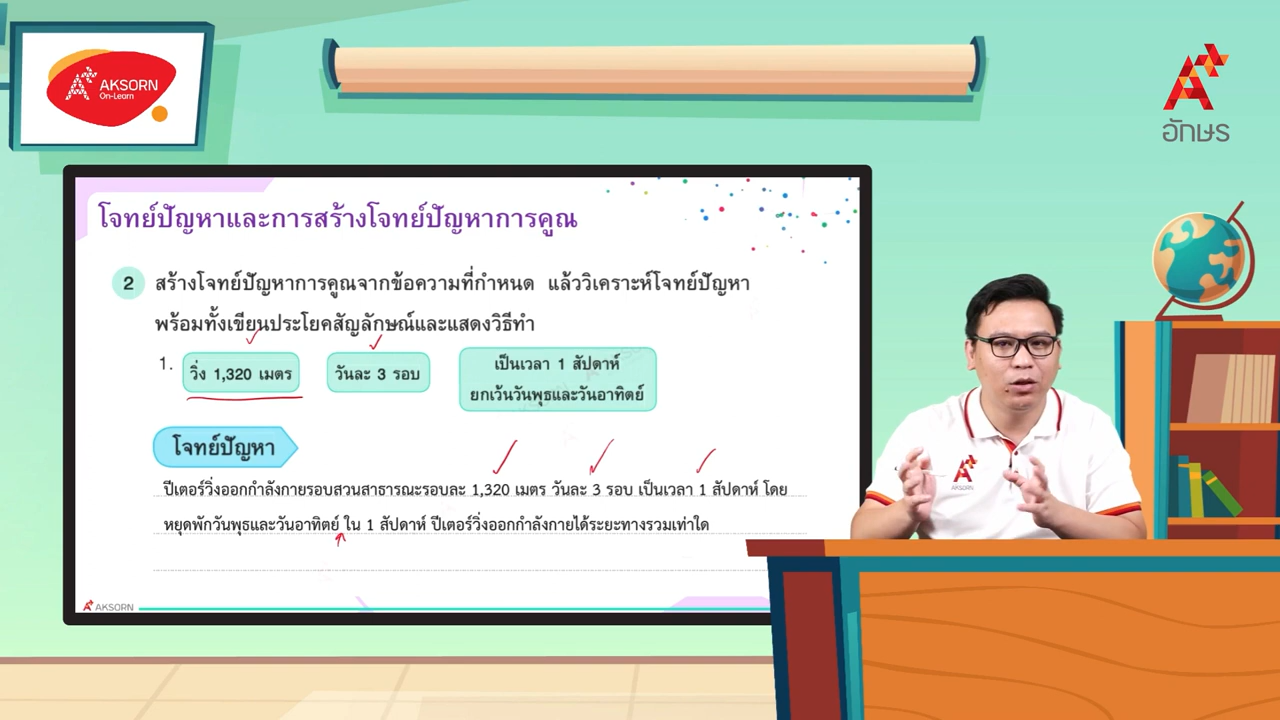 AKSORN
On-Learn
อักษร
โจทย์ปัญหาและการสร้างโจทย์ปัญหาการคูณ
2 สร้างโจทย์ปัญหาการคูณจากข้อความที่กำหนด แล้ววิเคราะห์โจทย์ปัญหา
พร้อมทั้งเขียนประโยคสัญลักษณ์และแสดงวิธีทำ
1. วิ่ง 1,320 เมตร วันละ 3 รอบ
เป็นเวลา 1 สัปดาห์
ยกเว้นวันพุธและวันอาทิตย์
โจทย์ปัญหา
ปีเตอร์วิ่งออกกำลังกายรอบสวนสาธารณะรอบละ 1,320 เมตร วันละ 3 รอบ เป็นเวลา 1 สัปดาห์ โดย
หยุดพักวันพุธและวันอาทิตย์ ใน 1 สัปดาห์ ปีเตอร์วิ่งออกกำลังกายได้ระยะทางรวมเท่าใด
AKSORN
AKSORN